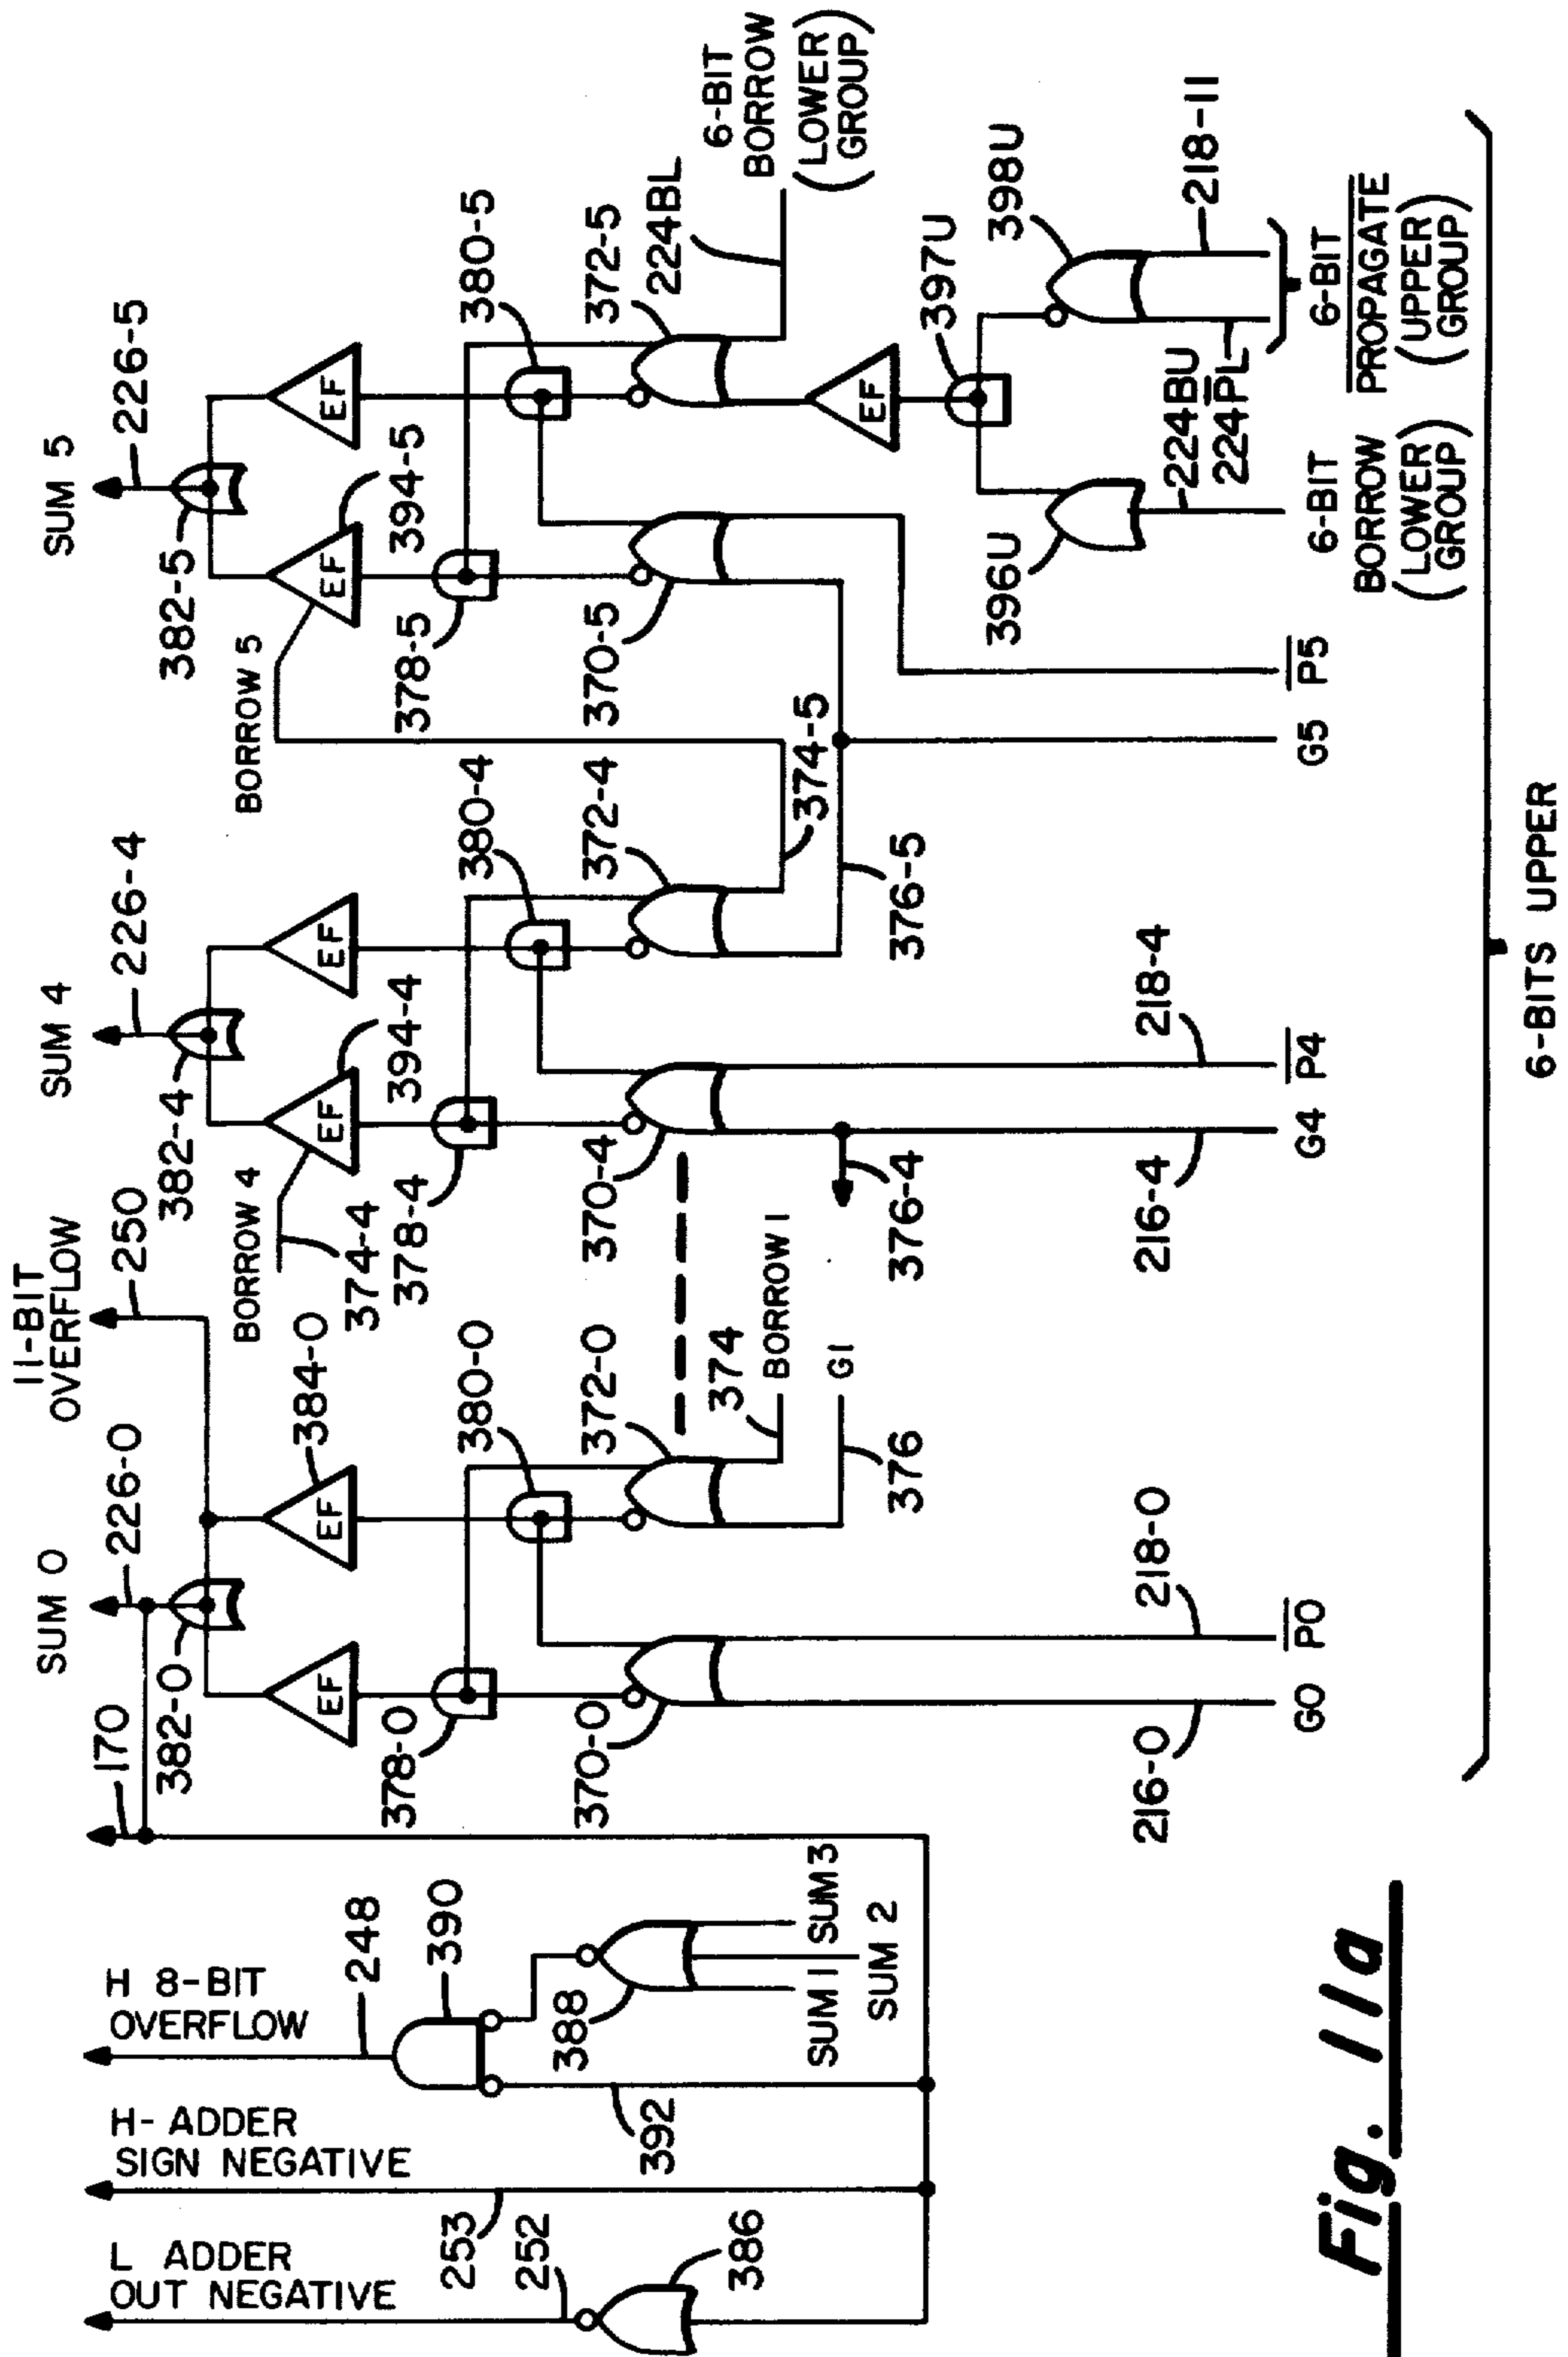 L ADDER
OUT NEGATIVE
H- ADDER
SIGN NEGATIVE
H 8-BIT
OVERFLOW
170
SUM 0
226-0
11-BIT
OVERFLOW
250
SUM 4
226-4
SUM 5
226-5
253
252
248
390
386
392
388
SUM 1
SUM 2
SUM 3
382-0
EF
EF
384-0
378-0
380-0
370-0
372-0
374
BORROW 1
G1
376
216-0
218-0
G0
P0
BORROW 4
374-4
382-4
EF
394-4
EF
378-4
380-4
370-4
372-4
376-4
216-4
218-4
G4
P4
374-5
376-5
BORROW 5
382-5
EF
394-5
EF
378-5
380-5
370-5
372-5
224BL
6-BIT
BORROW
(LOWER
GROUP)
G5
P5
EF
397U
396U
398U
224BU
224PL
218-11
6-BIT
BORROW
(LOWER
GROUP)
6-BIT
PROPAGATE
(UPPER
GROUP)
6-BITS UPPER
Fig. 11a